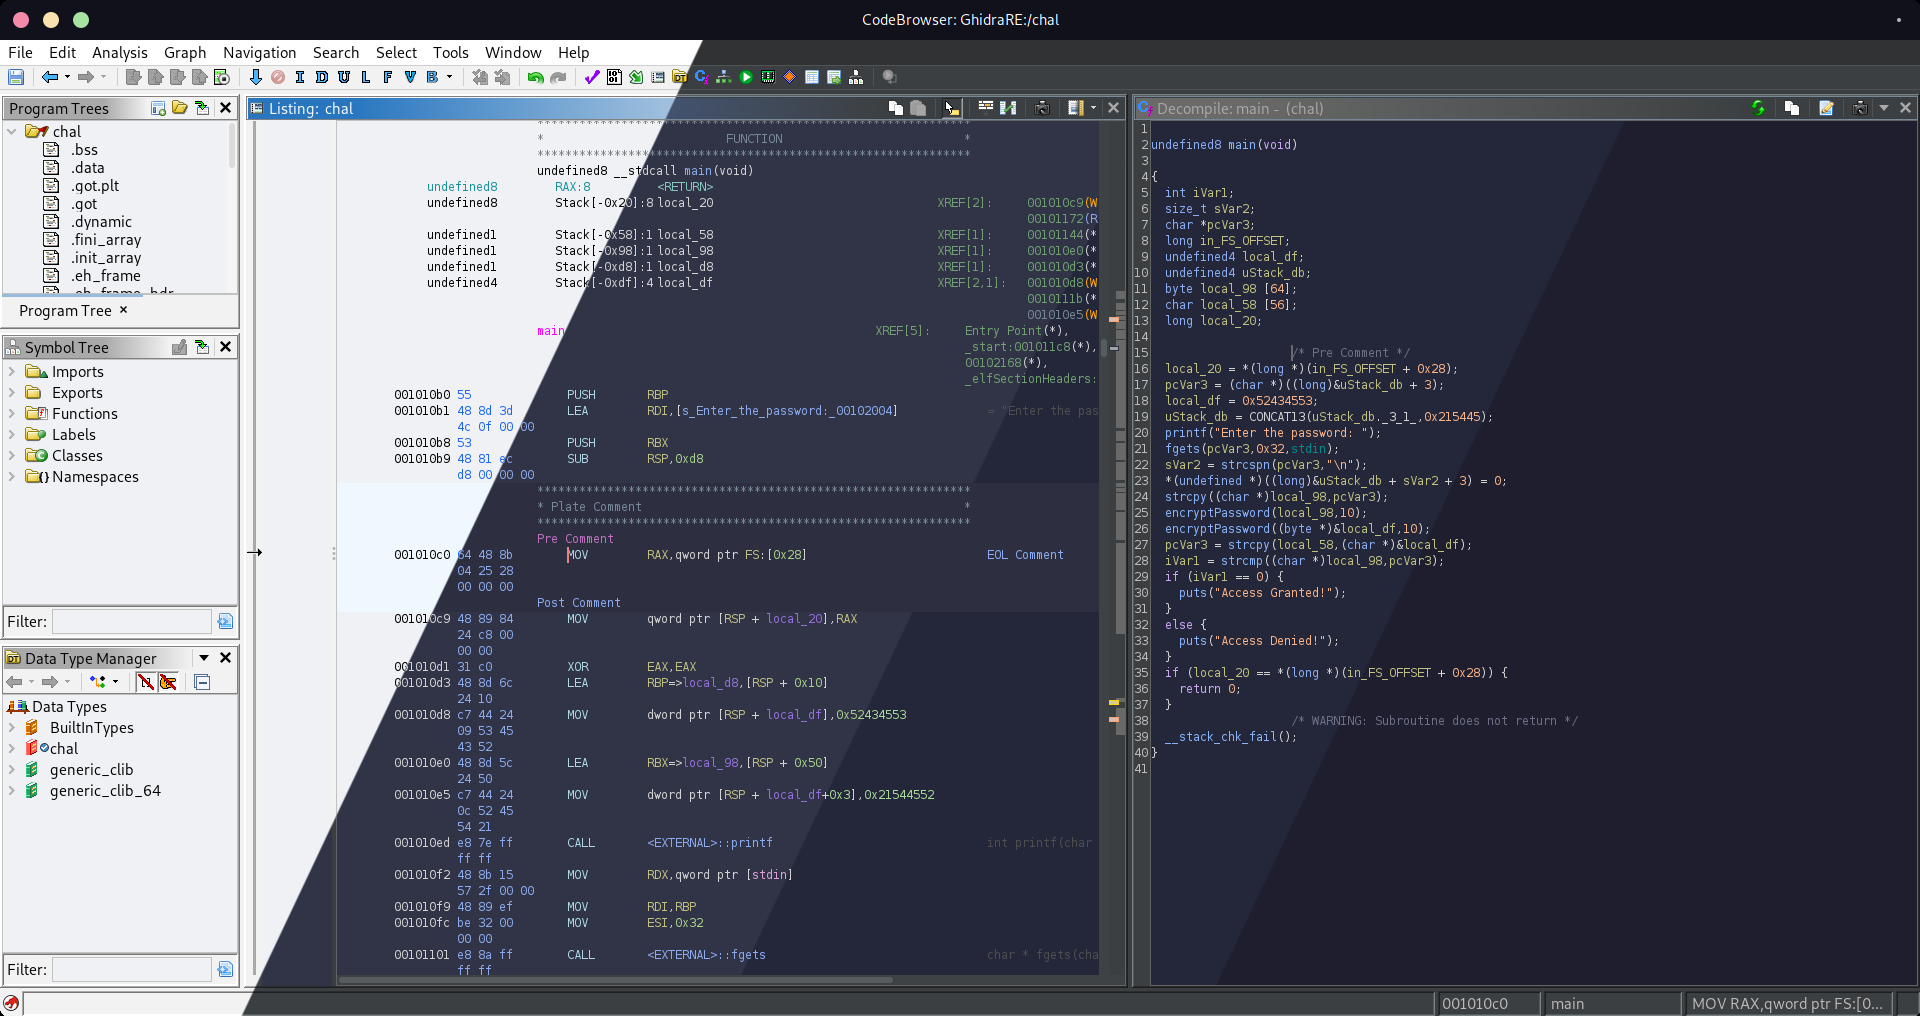 CodeBrowser: GhidraRE:/chal
File Edit Analysis Graph Navigation Search Select Tools Window Help
I D U L F V B
Program Trees
chal
.bss
.data
.got.plt
.got
.dynamic
.fini_array
.init_array
.eh_frame
.eh_frame_hdr
Program Tree
Symbol Tree
Imports
Exports
Functions
Labels
Classes
Namespaces
Filter:
Data Type Manager
Data Types
BuiltInTypes
chal
generic_clib
generic_clib_64
Filter:
Listing: chal
*************************************************************
* FUNCTION *
*************************************************************
undefined8 __stdcall main(void)
undefined8 RAX:8 <RETURN>
undefined8 Stack[-0x20]:8 local_20 XREF[2]: 001010c9(W
00101172(R
undefined1 Stack[-0x58]:1 local_58 XREF[1]: 00101144(*
undefined1 Stack[-0x98]:1 local_98 XREF[1]: 001010e0(*
undefined1 Stack[-0xd8]:1 local_d8 XREF[1]: 001010d3(*
undefined4 Stack[-0xdf]:4 local_df XREF[2,1]: 001010d8(W
0010111b(*
001010e5(W
main XREF[5]: Entry Point(*),
_start:001011c8(*),
00102168(*),
_elfSectionHeaders:
001010b0 55 PUSH RBP
001010b1 48 8d 3d LEA RDI,[s_Enter_the_password:_00102004] = "Enter the pas
4c 0f 00 00
001010b8 53 PUSH RBX
001010b9 48 81 ec SUB RSP,0xd8
d8 00 00 00
*************************************************************
* Plate Comment *
*************************************************************
Pre Comment
001010c0 64 48 8b MOV RAX,qword ptr FS:[0x28] EOL Comment
04 25 28
00 00 00
Post Comment
001010c9 48 89 84 MOV qword ptr [RSP + local_20],RAX
24 c8 00
00 00
001010d1 31 c0 XOR EAX,EAX
001010d3 48 8d 6c LEA RBP=>local_d8,[RSP + 0x10]
24 10
001010d8 c7 44 24 MOV dword ptr [RSP + local_df],0x52434553
09 53 45
43 52
001010e0 48 8d 5c LEA RBX=>local_98,[RSP + 0x50]
24 50
001010e5 c7 44 24 MOV dword ptr [RSP + local_df+0x3],0x21544552
0c 52 45
54 21
001010ed e8 7e ff CALL <EXTERNAL>::printf int printf(char
ff ff
001010f2 48 8b 15 MOV RDX,qword ptr [stdin]
57 2f 00 00
001010f9 48 89 ef MOV RDI,RBP
001010fc be 32 00 MOV ESI,0x32
00 00
00101101 e8 8a ff CALL <EXTERNAL>::fgets char * fgets(cha
ff ff
Decompile: main - (chal)
1
2 undefined8 main(void)
3
4 {
5 int iVar1;
6 size_t sVar2;
7 char *pcVar3;
8 long in_FS_OFFSET;
9 undefined4 local_df;
10 undefined4 uStack_db;
11 byte local_98 [64];
12 char local_58 [56];
13 long local_20;
14
15 /* Pre Comment */
16 local_20 = *(long *)(in_FS_OFFSET + 0x28);
17 pcVar3 = (char *)((long)&uStack_db + 3);
18 local_df = 0x52434553;
19 uStack_db = CONCAT13(uStack_db._3_1_,0x215445);
20 printf("Enter the password: ");
21 fgets(pcVar3,0x32,stdin);
22 sVar2 = strcspn(pcVar3,"\n");
23 *(undefined *)((long)&uStack_db + sVar2 + 3) = 0;
24 strcpy((char *)local_98,pcVar3);
25 encryptPassword(local_98,10);
26 encryptPassword((byte *)&local_df,10);
27 pcVar3 = strcpy(local_58,(char *)&local_df);
28 iVar1 = strcmp((char *)local_98,pcVar3);
29 if (iVar1 == 0) {
30 puts("Access Granted!");
31 }
32 else {
33 puts("Access Denied!");
34 }
35 if (local_20 == *(long *)(in_FS_OFFSET + 0x28)) {
36 return 0;
37 }
38 /* WARNING: Subroutine does not return */
39 __stack_chk_fail();
40 }
41
001010c0 main MOV RAX,qword ptr FS:[0...